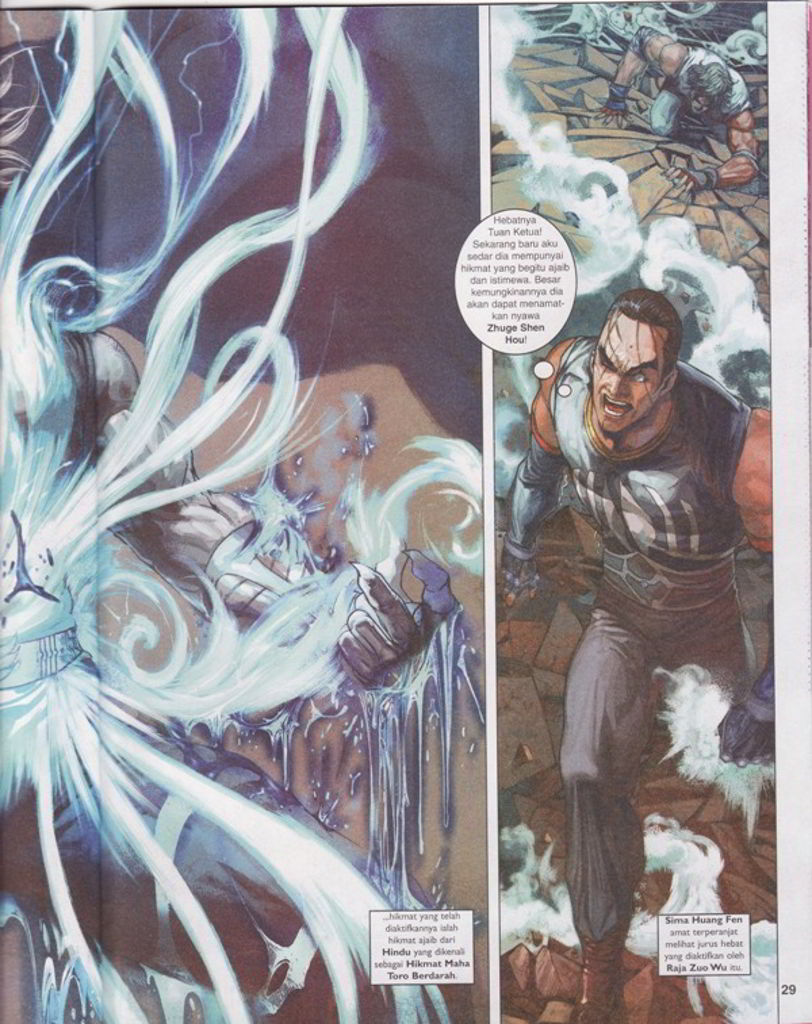 Hebatnya
Tuan Ketua!
Sekarang baru aku
sedar dia mempunyai
hikmat yang begitu ajaib
dan istimewa. Besar
kemungkinannya dia
akan dapat menamat-
kan nyawa
Zhuge Shen
Hou!
...hikmat yang telah
diaktifkannya ialah
hikmat ajaib dari
Hindu yang dikenali
sebagai Hikmat Maha
Toro Berdarah.
Sima Huang Fen
amat terperanjat
melihat jurus hebat
yang diaktifkan oleh
Raja Zuo Wu itu.
29